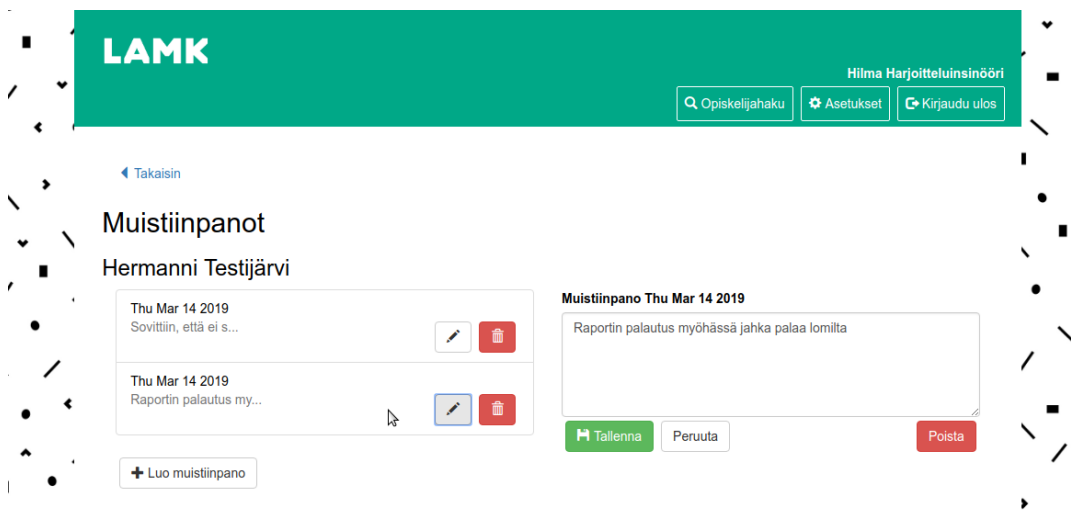 LAMK
Hilma Harjoitteluinsinööri
Opiskelijahaku
Asetukset
Kirjaudu ulos
Takaisin
Muistiinpanot
Hermanni Testijärvi
Thu Mar 14 2019
Sovittiin, että ei s...
Thu Mar 14 2019
Raportin palautus my...
Luo muistiinpano
Muistiinpano Thu Mar 14 2019
Raportin palautus myöhässä jahka palaa lomilta
Tallenna
Peruuta
Poista